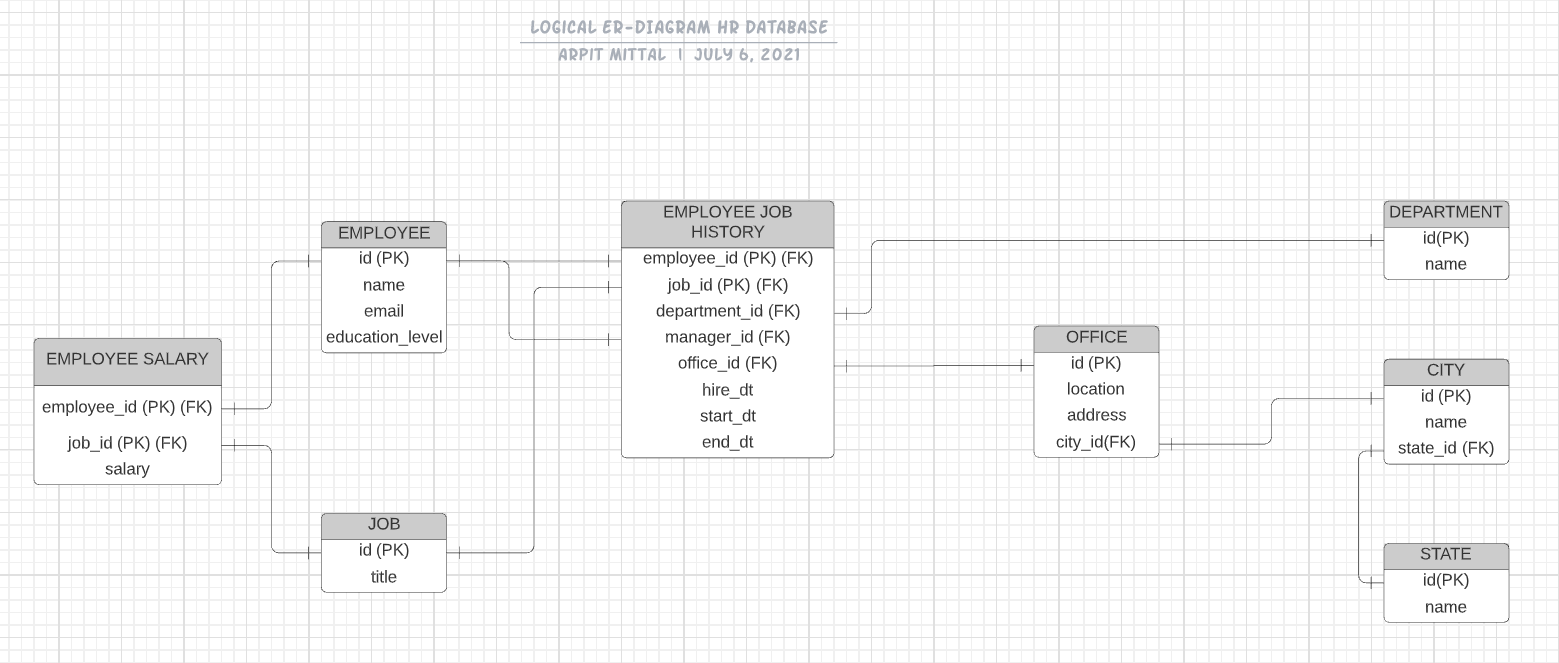 LOGICAL ER-DIAGRAM HR DATABASE
ARPIT MITTAL | JULY 6, 2021
EMPLOYEE SALARY
employee_id (PK) (FK)
job_id (PK) (FK)
salary
EMPLOYEE
id (PK)
name
email
education_level
JOB
id (PK)
title
EMPLOYEE JOB
HISTORY
employee_id (PK) (FK)
job_id (PK) (FK)
department_id (FK)
manager_id (FK)
office_id (FK)
hire_dt
start_dt
end_dt
OFFICE
id (PK)
location
address
city_id(FK)
DEPARTMENT
id(PK)
name
CITY
id (PK)
name
state_id (FK)
STATE
id(PK)
name